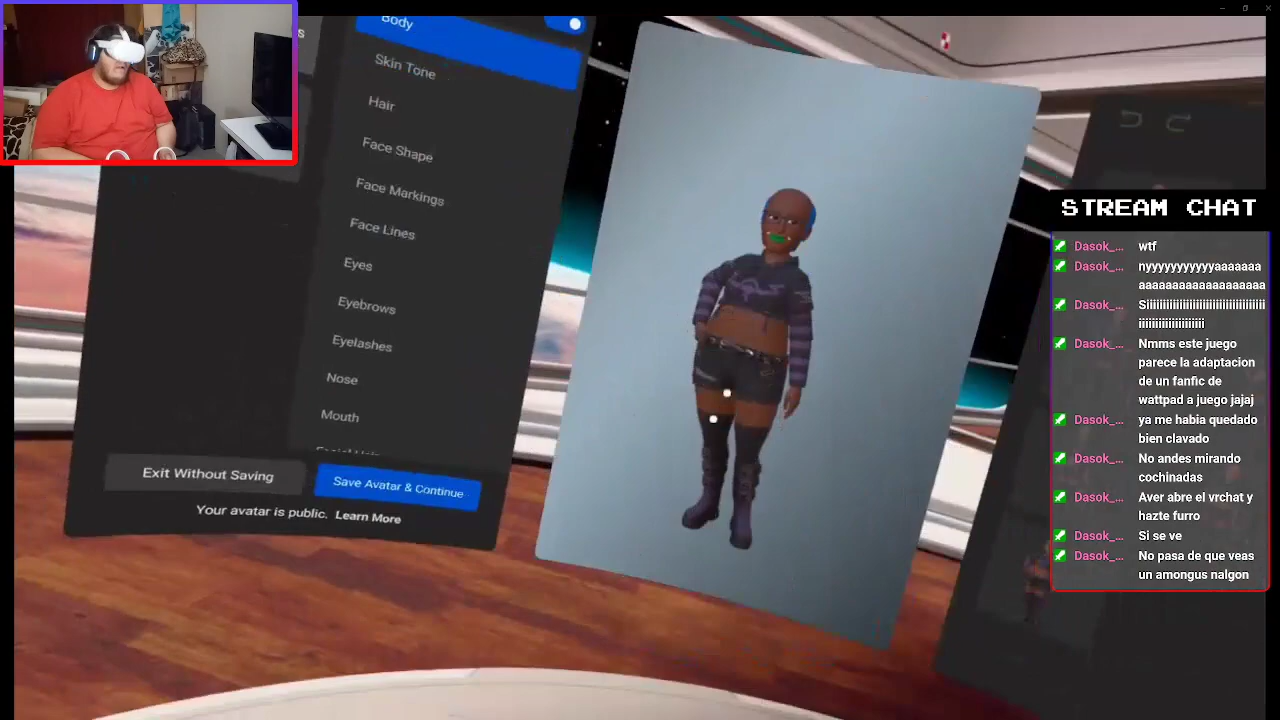 Body
Skin Tone
Hair
Face Shape
Face Markings
Face Lines
Eyes
Eyebrows
Eyelashes
Nose
Mouth
Exit Without Saving
Save Avatar & Continue
Your avatar is public. Learn More
STREAM CHAT
Dasok_... wtf
Dasok_... nyyyyyyyyyyaaaaaaa
aaaaaaaaaaaaaaaaaaaa
Dasok_... Siiiiiiiiiiiiiiiiiiiiiiiiiiiiiiiiiii
iiiiiiiiiiiiiiiiiii
Dasok_... Nmms este juego
parece la adaptacion
de un fanfic de
wattpad a juego jajaj
Dasok_... ya me habia quedado
bien clavado
Dasok_... No andes mirando
cochinadas
Dasok_... Aver abre el vrchat y
hazte furro
Dasok_... Si se ve
Dasok_... No pasa de que veas
un amongus nalgon